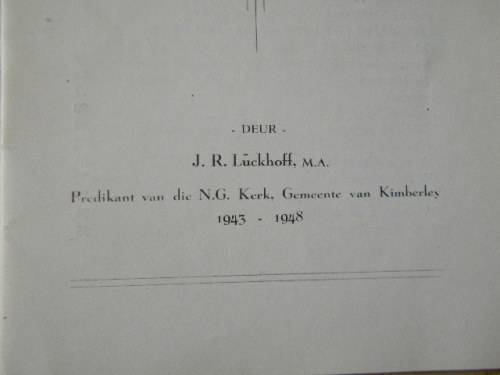 - DEUR -
J. R. Lückhoff, M.A.
Predikant van die N.G. Kerk, Gemeente van Kimberley
1943 - 1948